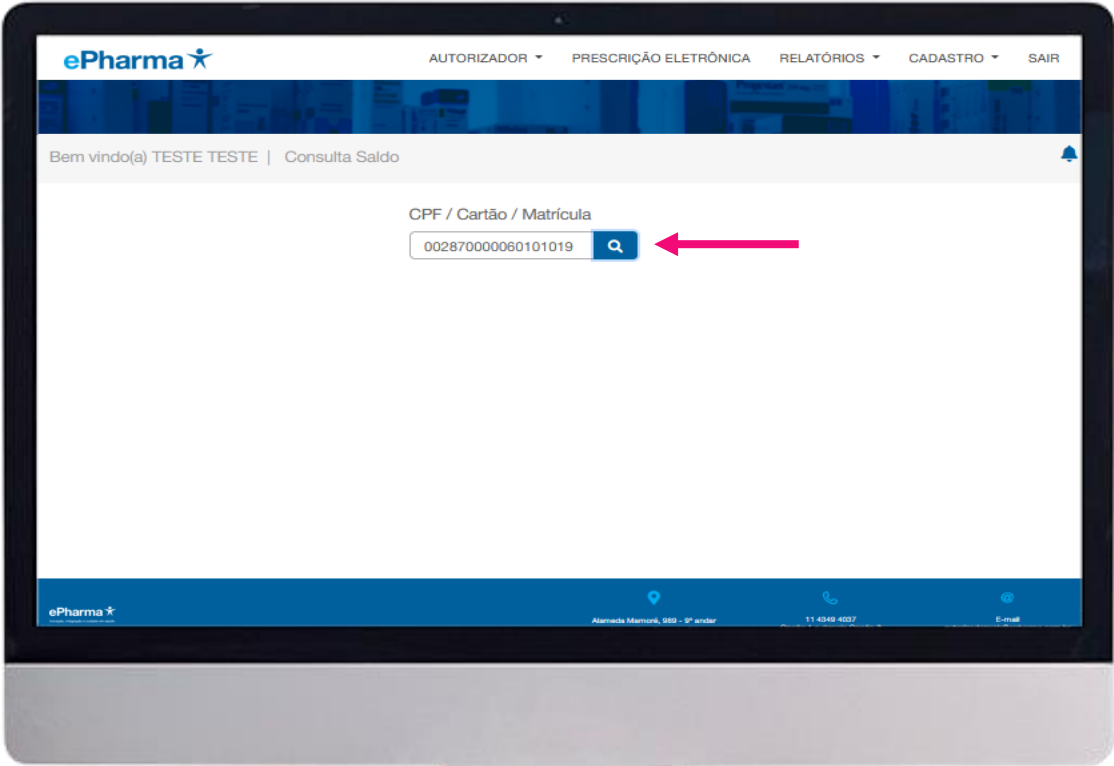 ePharma
AUTORIZADOR PRESCRIÇÃO ELETRÔNICA RELATÓRIOS CADASTRO SAIR
Bem vindo(a) TESTE TESTE | Consulta Saldo
CPF / Cartão / Matrícula
002870000060101019
ePharma
Alameda Mamoré, 989 - 9º andar
11 4349 4037
E-mail